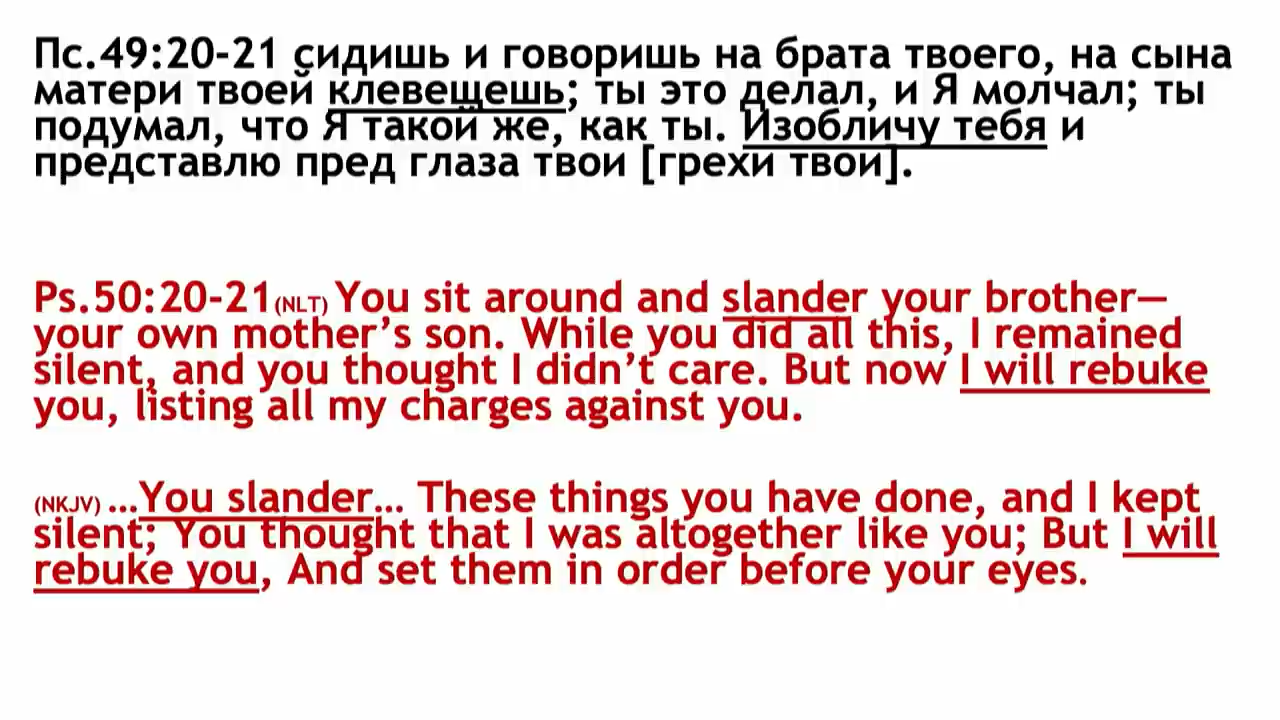 Пс.49:20-21 сидишь и говоришь на брата твоего, на сына
матери твоей клевещешь; ты это делал, и Я молчал; ты
подумал, что Я такой же, как ты. Изобличу тебя и
представлю пред глаза твои [грехи твои].
Ps.50:20-21(NLT) You sit around and slander your brother—
your own mother’s son. While you did all this, I remained
silent, and you thought I didn’t care. But now I will rebuke
you, listing all my charges against you.
(NKJV) …You slander… These things you have done, and I kept
silent; You thought that I was altogether like you; But I will
rebuke you, And set them in order before your eyes.